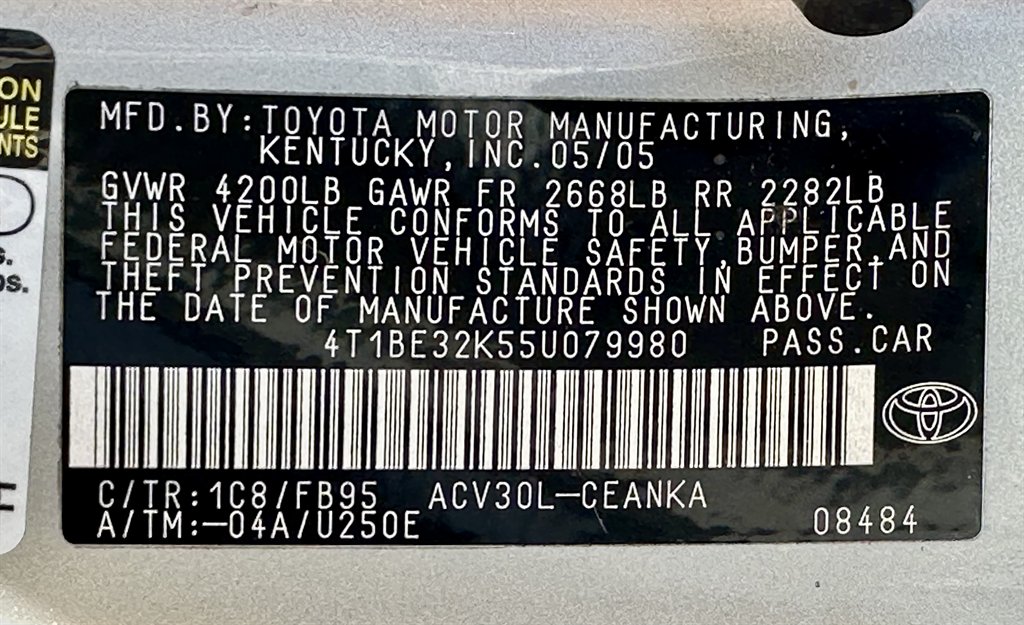 ON
ULE
NTS
s.
os.
MFD.BY:TOYOTA MOTOR MANUFACTURING,
KENTUCKY,INC.05/05
GVWR 4200LB GAWR FR 2668LB RR 2282LB
THIS VEHICLE CONFORMS TO ALL APPLICABLE
FEDERAL MOTOR VEHICLE SAFETY,BUMPER,AND
THEFT PREVENTION STANDARDS IN EFFECT ON
THE DATE OF MANUFACTURE SHOWN ABOVE.
4T1BE32K55U079980 PASS.CAR
C/TR:1C8/FB95 ACV30L-CEANKA
A/TM:-04A/U250E 08484